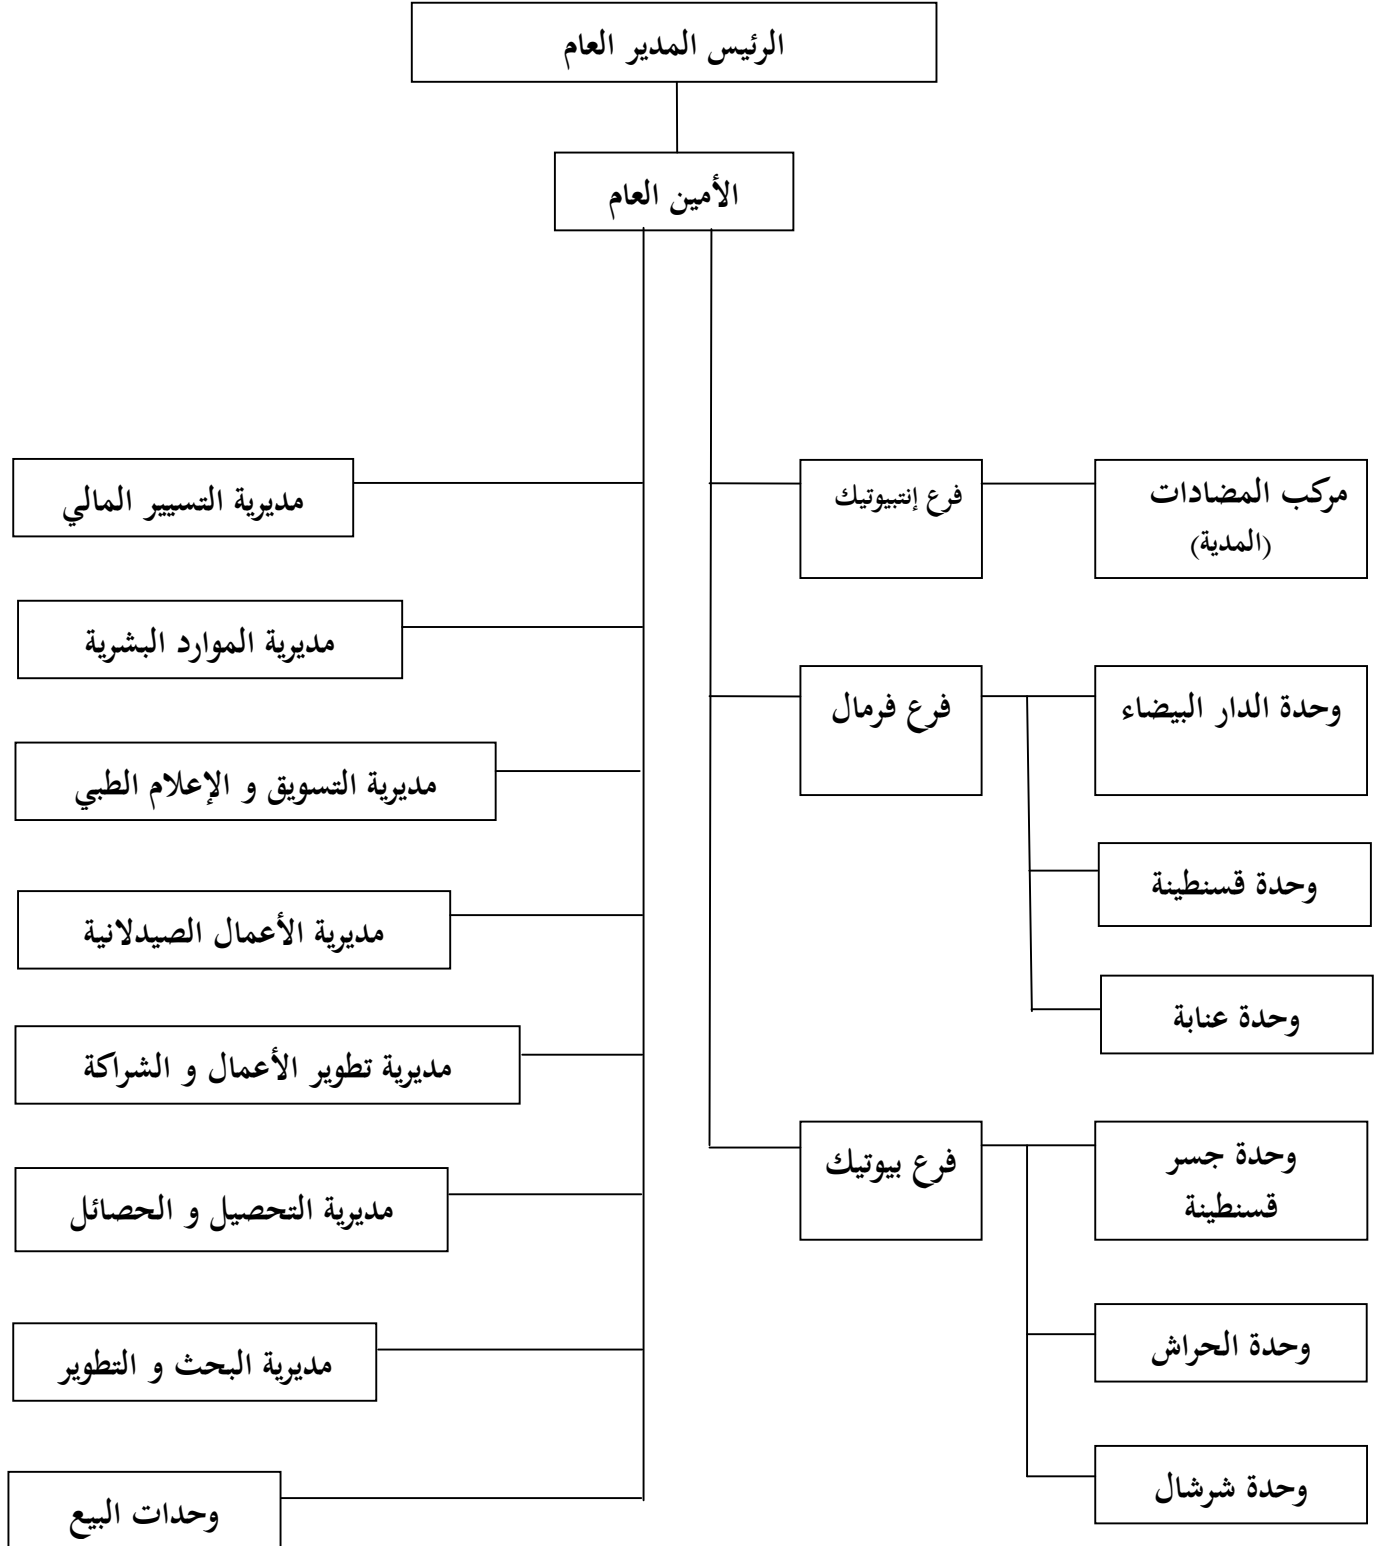 الرئيس المدير العام
الأمين العام
مركب المضادات
(المدية)
فرع إنتبيوتيك
مديرية التسيير المالي
مديرية الموارد البشرية
وحدة الدار البيضاء
فرع فرمال
مديرية التسويق و الإعلام الطبي
وحدة قسنطينة
مديرية الأعمال الصيدلانية
وحدة عنابة
مديرية تطوير الأعمال و الشراكة
وحدة جسر
قسنطينة
فرع بيوتيك
مديرية التحصيل و الحصائل
وحدة الحراش
مديرية البحث و التطوير
وحدة شرشال
وحدات البيع